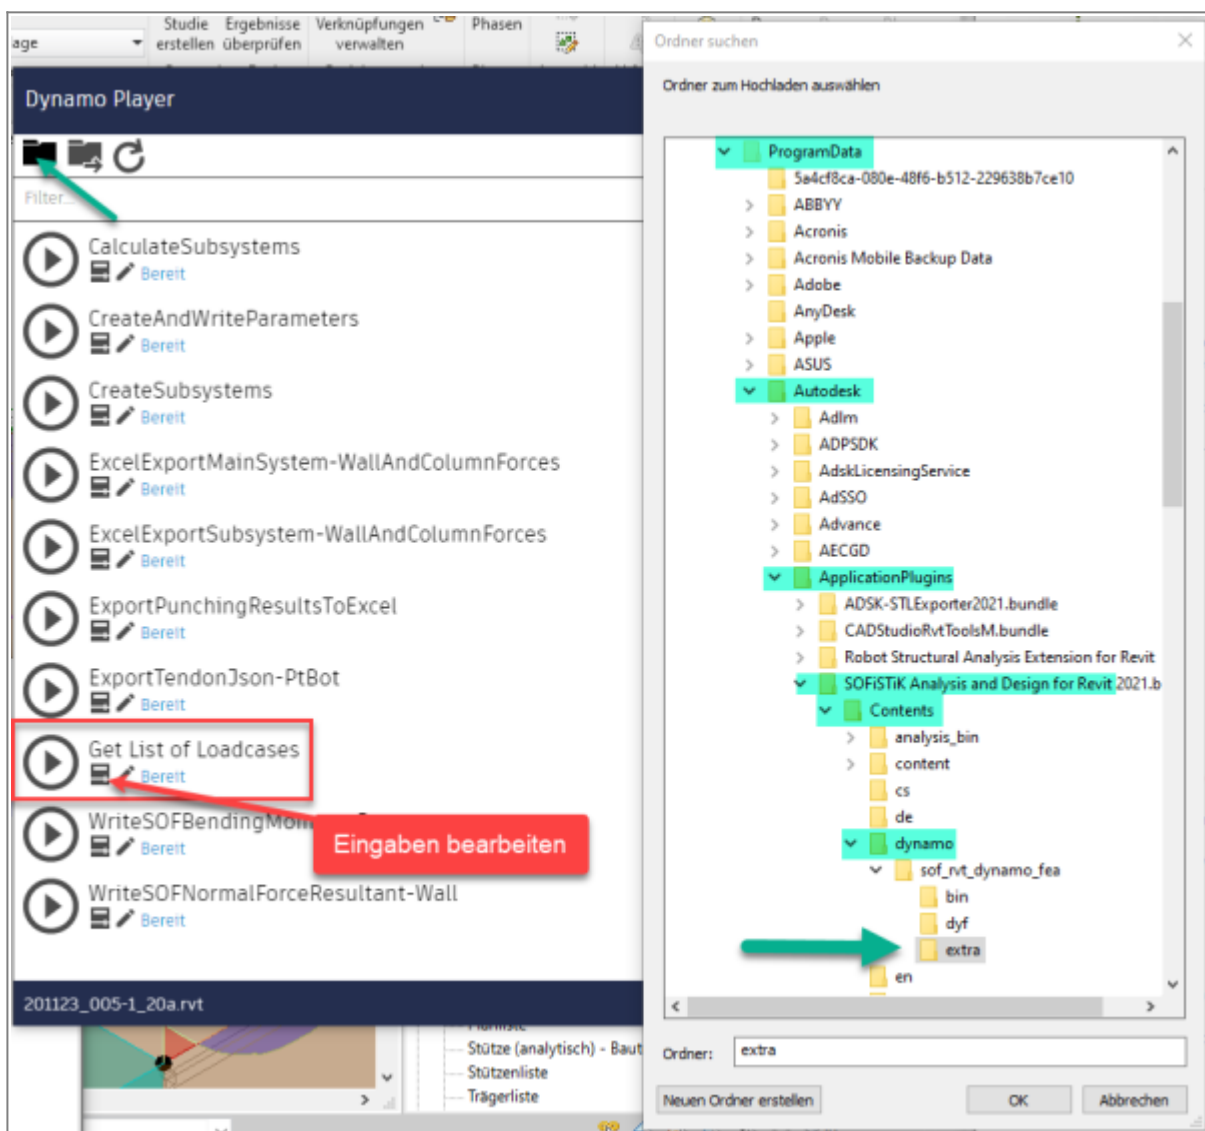 Studie Ergebnisse Verknüpfungen Phasen
age erstellen überprüfen verwalten
Dynamo Player
Filter...
CalculateSubsystems
Bereit
CreateAndWriteParameters
Bereit
CreateSubsystems
Bereit
ExcelExportMainSystem-WallAndColumnForces
Bereit
ExcelExportSubsystem-WallAndColumnForces
Bereit
ExportPunchingResultsToExcel
Bereit
ExportTendonJson-PtBot
Bereit
Get List of Loadcases
Bereit
WriteSOFBendingMom
Eingaben bearbeiten
Bereit
WriteSOFNormalForceResultant-Wall
Bereit
201123_005-1_20a.rvt
Stütze (analytisch) - Baut
Stützenliste
Trägerliste
Ordner suchen
Ordner zum Hochladen auswählen
ProgramData
5a4cf8ca-080e-48f6-b512-229638b7ce10
ABBYY
Acronis
Acronis Mobile Backup Data
Adobe
AnyDesk
Apple
ASUS
Autodesk
Adlm
ADPSDK
AdskLicensingService
AdSSO
Advance
AECGD
ApplicationPlugins
ADSK-STLExporter2021.bundle
CADStudioRvtToolsM.bundle
Robot Structural Analysis Extension for Revit
SOFiSTiK Analysis and Design for Revit 2021.b
Contents
analysis_bin
content
cs
de
dynamo
sof_rvt_dynamo_fea
bin
dyf
extra
en
Ordner: extra
Neuen Ordner erstellen OK Abbrechen